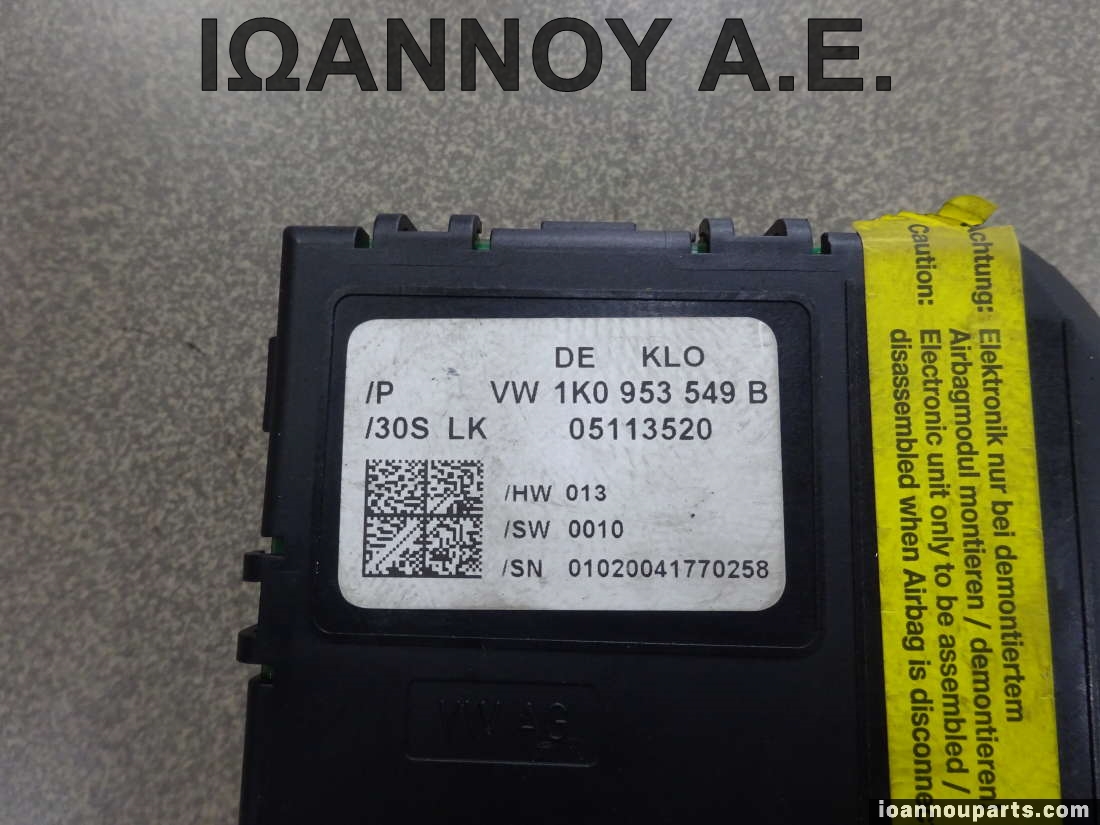 ΙΩΑΝΝΟΥ Α.Ε.
DE KLO
/P VW 1K0 953 549 B
/30S LK 05113520
/HW 013
/SW 0010
/SN 01020041770258
VW AG
chtung: Elektronik nur bei demontiertem
Airbagmodul montieren / demontieren
Caution: Electronic unit only to be assembled /
disassembled when Airbag is disconne
ioannouparts.com